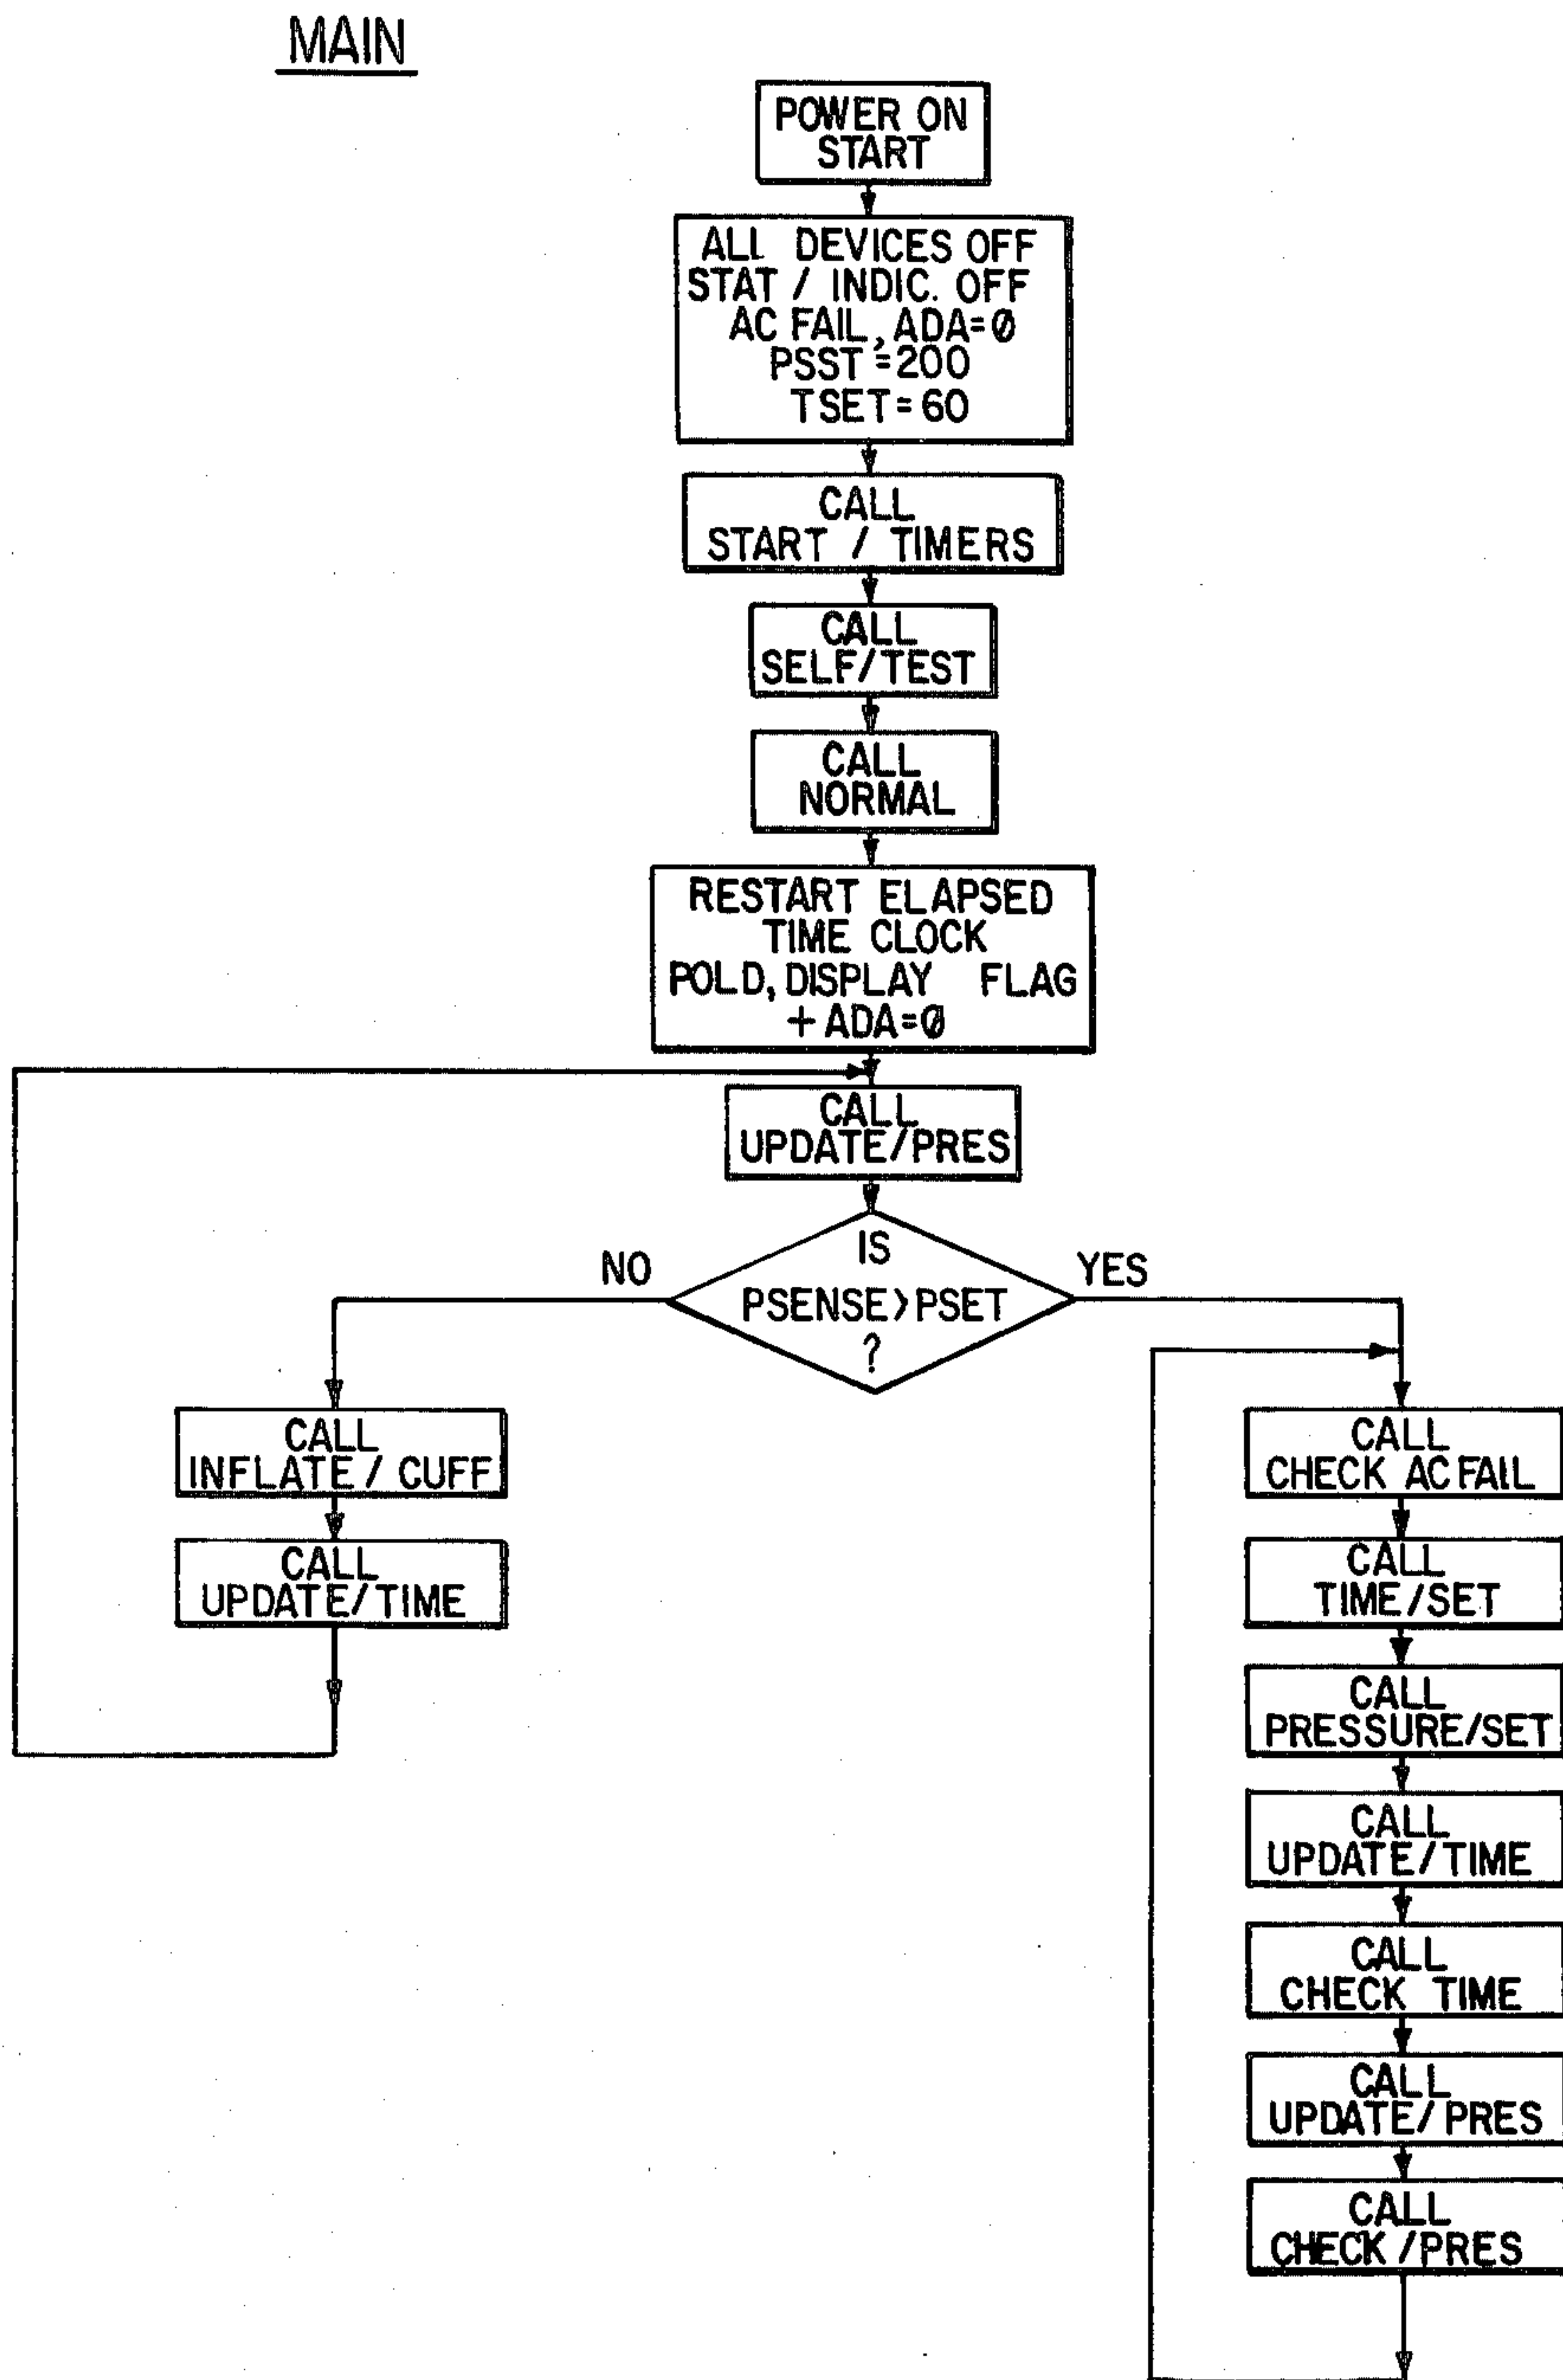 MAIN
POWER ON
START
ALL DEVICES OFF
STAT / INDIC. OFF
AC FAIL, ADA=Ø
PSST=200
TSET=60
CALL
START / TIMERS
CALL
SELF/TEST
CALL
NORMAL
RESTART ELAPSED
TIME CLOCK
POLD, DISPLAY FLAG
+ ADA=Ø
CALL
UPDATE/PRES
IS
PSENSE>PSET
?
NO
YES
CALL
INFLATE / CUFF
CALL
UPDATE/TIME
CALL
CHECK AC FAIL
CALL
TIME/SET
CALL
PRESSURE/SET
CALL
UPDATE/TIME
CALL
CHECK TIME
CALL
UPDATE/PRES
CALL
CHECK/PRES